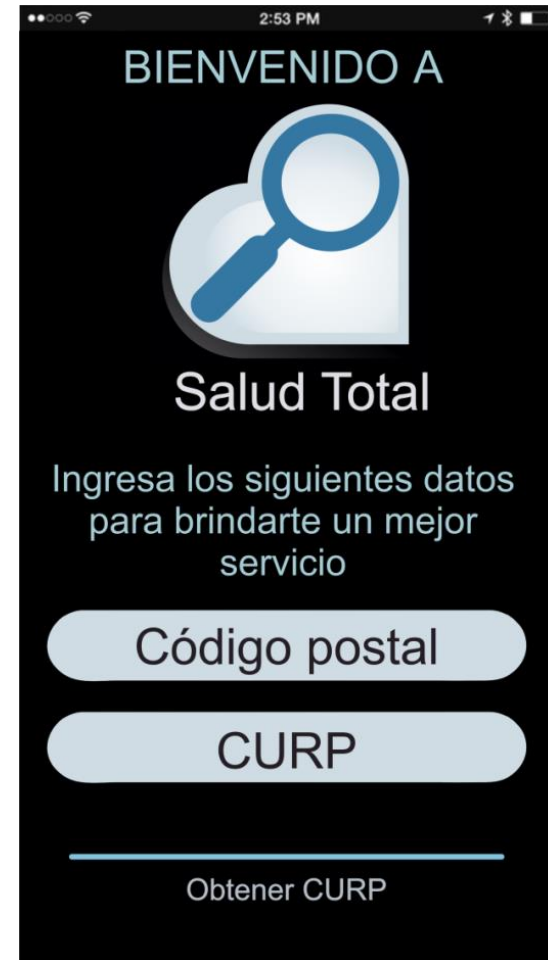 2:53 PM
BIENVENIDO A
Salud Total
Ingresa los siguientes datos
para brindarte un mejor
servicio
Código postal
CURP
Obtener CURP